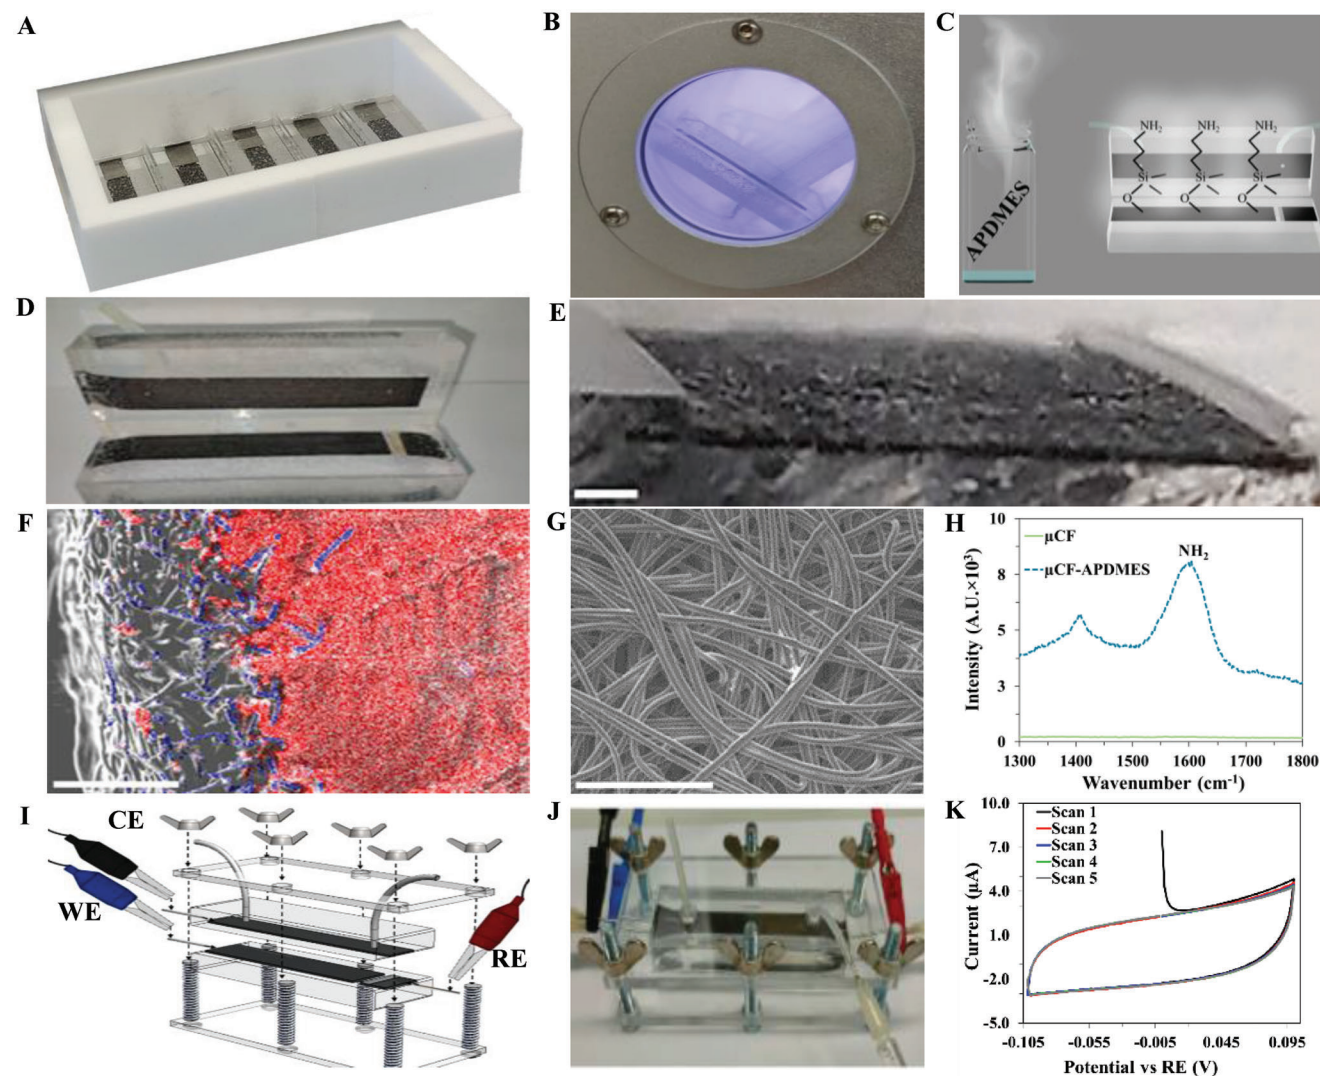 A
B
C
NH₂ NH₂ NH₂
Si Si Si
O O O
APDMES
D
E
F
G
H
μCF
μCF-APDMES
NH₂
Intensity (A.U.×10³)
10
8
5
3
0
1300 1400 1500 1600 1700 1800
Wavenumber (cm⁻¹)
I
CE
WE
RE
J
K
Scan 1
Scan 2
Scan 3
Scan 4
Scan 5
Current (μA)
10.0
7.0
4.0
1.0
-2.0
-5.0
-0.105 -0.055 -0.005 0.045 0.095
Potential vs RE (V)